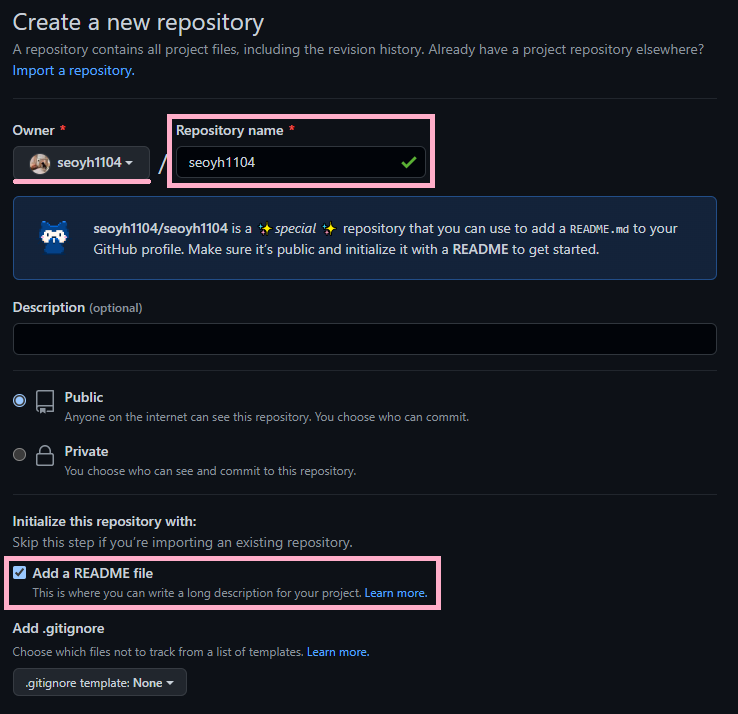 Create a new repository
A repository contains all project files, including the revision history. Already have a project repository elsewhere?
Import a repository.
Owner *
Repository name *
seoyh1104 / seoyh1104
seoyh1104/seoyh1104 is a ✨special ✨ repository that you can use to add a README.md to your
GitHub profile. Make sure it's public and initialize it with a README to get started.
Description (optional)
Public
Anyone on the internet can see this repository. You choose who can commit.
Private
You choose who can see and commit to this repository.
Initialize this repository with:
Skip this step if you're importing an existing repository.
Add a README file
This is where you can write a long description for your project. Learn more.
Add .gitignore
Choose which files not to track from a list of templates. Learn more.
.gitignore template: None